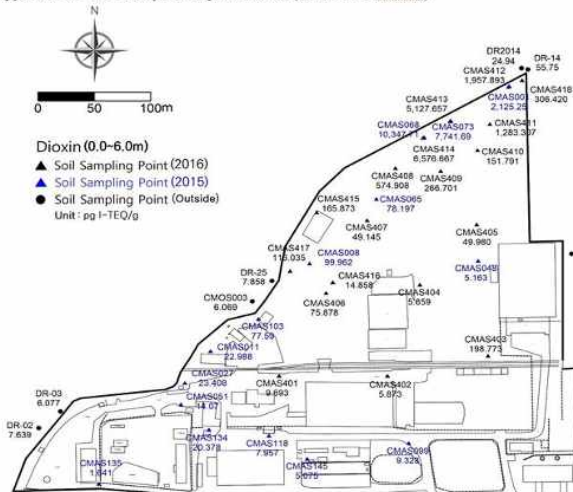 N
0 50 100m
Dioxin (0.0~6.0m)
▲ Soil Sampling Point (2016)
▲ Soil Sampling Point (2015)
● Soil Sampling Point (Outside)
Unit : pg I-TEQ/g
DR2014
24.94
DR-14
55.75
CMAS412
1,957.893
CMAS001
2,125.25
CMAS418
306.420
CMAS413
5,127.657
CMAS068
10,347.71
CMAS073
7,741.69
CMAS411
1,283.307
CMAS414
6,576.667
CMAS410
151.791
CMAS408
574.908
CMAS409
266.701
CMAS415
165.873
CMAS065
78.197
CMAS407
49.145
CMAS405
49.980
CMAS417
115.035
CMAS008
99.962
5.163
DR-25
7.858
CMAS416
14.858
CMOS003
6.069
CMAS406
75.878
CMAS404
5.859
CMAS103
77.59
CMAS011
22.988
CMAS403
198.773
CMAS027
23.408
CMAS401
9.693
CMAS402
5.873
DR-03
6.077
CMAS051
14.07
DR-02
7.639
CMAS134
20.378
CMAS118
7.957
CMAS099
9.328
CMAS135
1.641
CMAS145
5.675